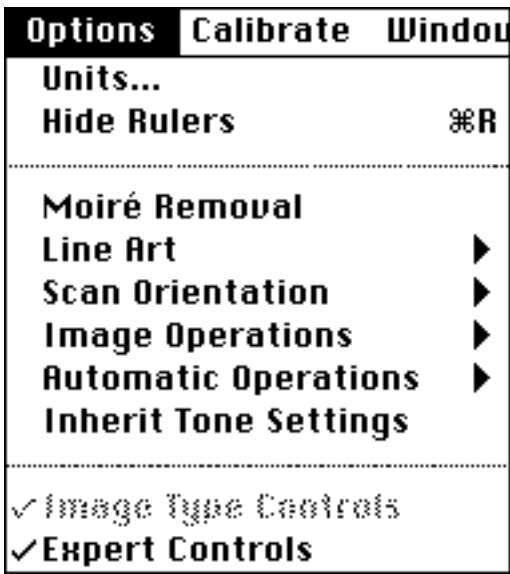 Options Calibrate Window
Units...
Hide Rulers ⌘R
Moiré Removal
Line Art ▶
Scan Orientation ▶
Image Operations ▶
Automatic Operations ▶
Inherit Tone Settings
✓Image Type Controls
✓Expert Controls